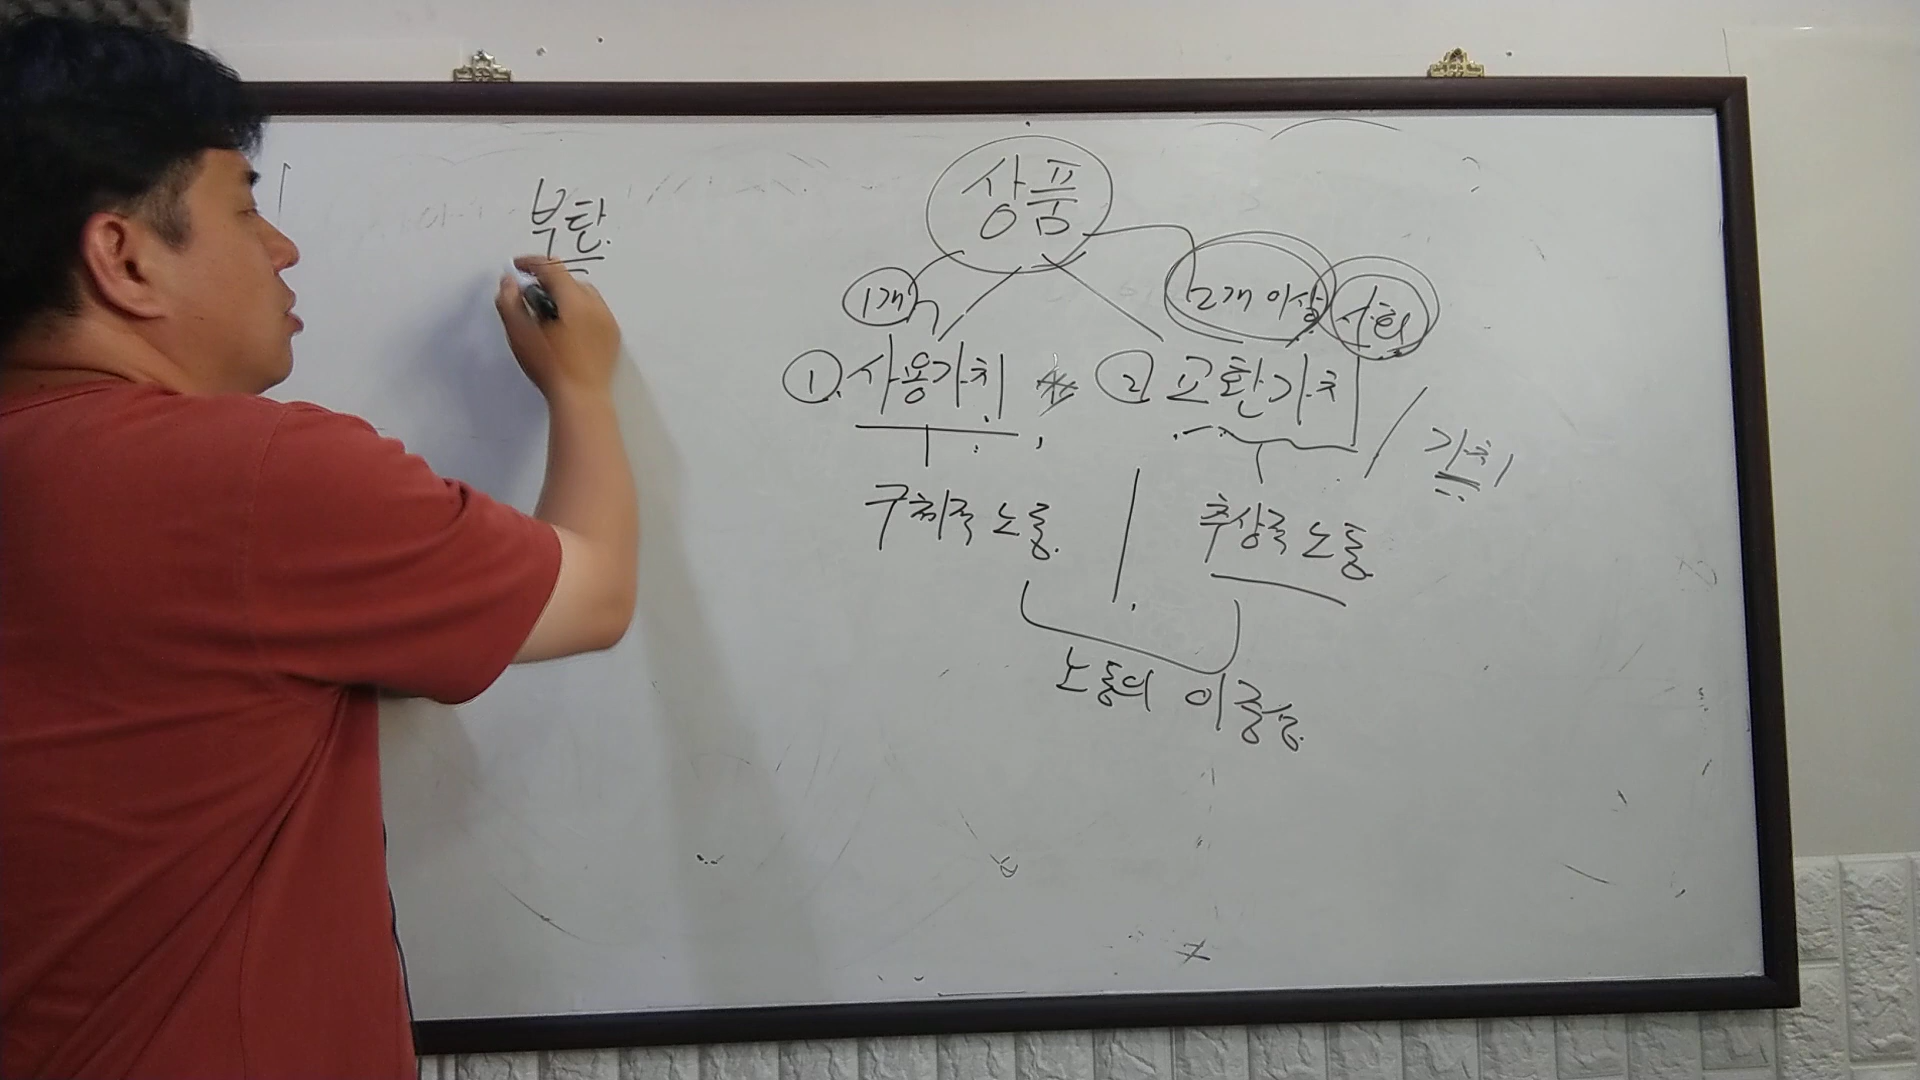 부탄.
상품
1개
2개 이상
사회
① 사용가치
② 교환가치
가치
구체적 노동.
추상적 노동
노동의 이중성.